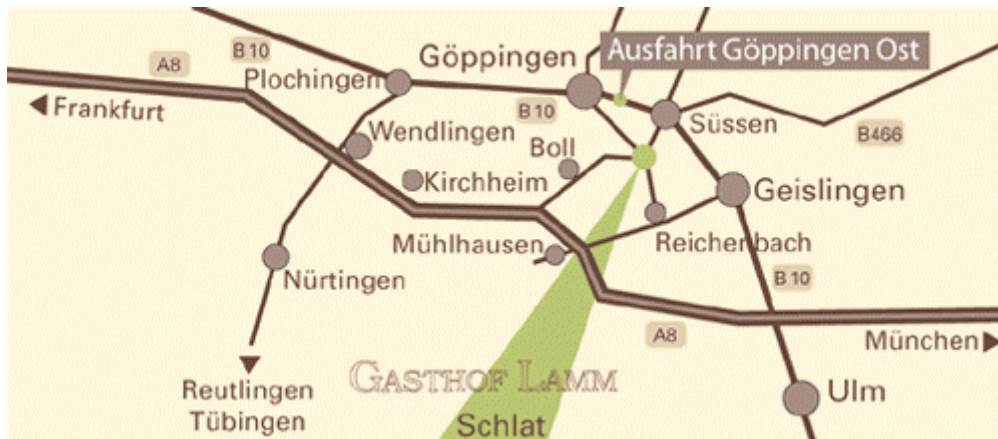 B 10
A8
Plochingen
Göppingen
Ausfahrt Göppingen Ost
Frankfurt
B 10
Süssen
B466
Wendlingen
Boll
Kirchheim
Geislingen
Mühlhausen
Reichenbach
Nürtingen
B 10
A8
München
Reutlingen
Tübingen
GASTHOF LAMM
Schlat
Ulm